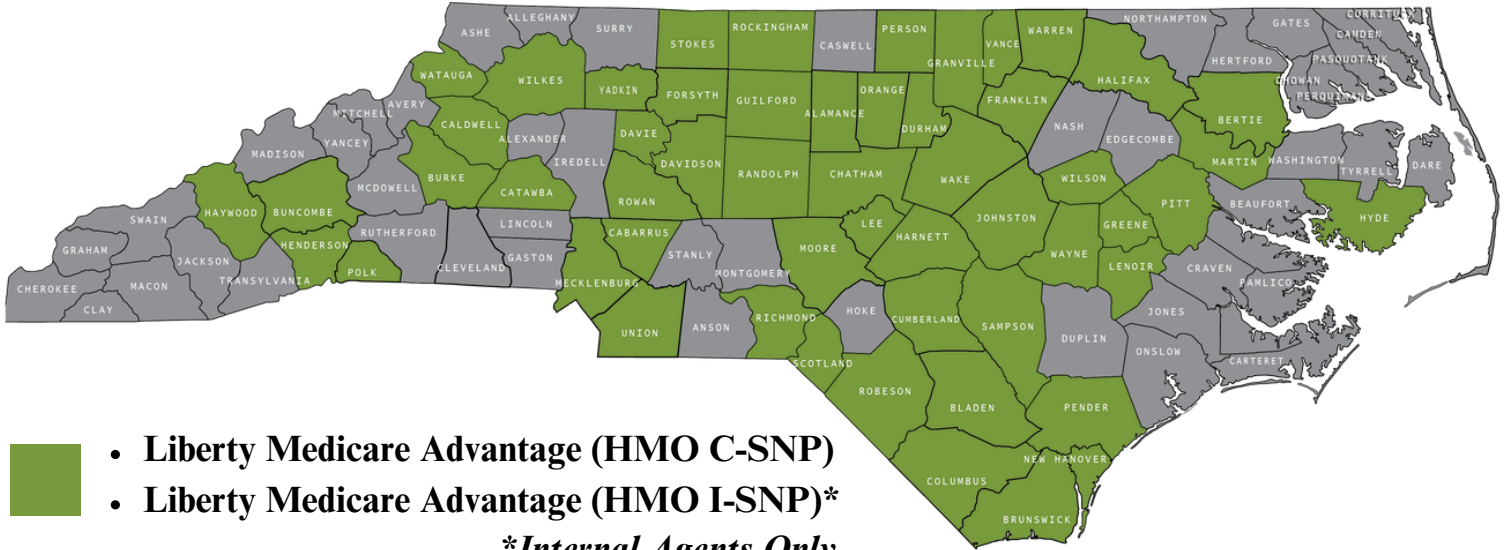 ALLEGHANY
ASHE
SURRY
STOKES
ROCKINGHAM
CASWELL
PERSON
GRANVILLE
VANCE
WARREN
NORTHAMPTON
GATES
CURRITUCK
CAMDEN
PASQUOTANK
HERTFORD
CHOWAN
PERQUIMANS
WATAUGA
WILKES
YADKIN
FORSYTH
GUILFORD
ALAMANCE
ORANGE
DURHAM
FRANKLIN
HALIFAX
BERTIE
MITCHELL
AVERY
CALDWELL
ALEXANDER
IREDELL
DAVIE
NASH
EDGECOMBE
MADISON
YANCEY
MCDOWELL
BURKE
CATAWBA
DAVIDSON
RANDOLPH
CHATHAM
WAKE
WILSON
MARTIN
WASHINGTON
TYRRELL
DARE
SWAIN
HAYWOOD
BUNCOMBE
RUTHERFORD
LINCOLN
ROWAN
JOHNSTON
GREENE
PITT
BEAUFORT
HYDE
GRAHAM
JACKSON
HENDERSON
POLK
CLEVELAND
GASTON
CABARRUS
STANLY
MONTGOMERY
MOORE
LEE
HARNETT
WAYNE
LENOIR
CRAVEN
PAMLICO
CHEROKEE
CLAY
MACON
TRANSYLVANIA
MECKLENBURG
UNION
ANSON
RICHMOND
SCOTLAND
HOKE
CUMBERLAND
SAMPSON
DUPLIN
JONES
ONSLOW
CARTERET
ROBESON
BLADEN
PENDER
COLUMBUS
NEW HANOVER
BRUNSWICK
• Liberty Medicare Advantage (HMO C-SNP)
• Liberty Medicare Advantage (HMO I-SNP)*
*Internal Agents Only